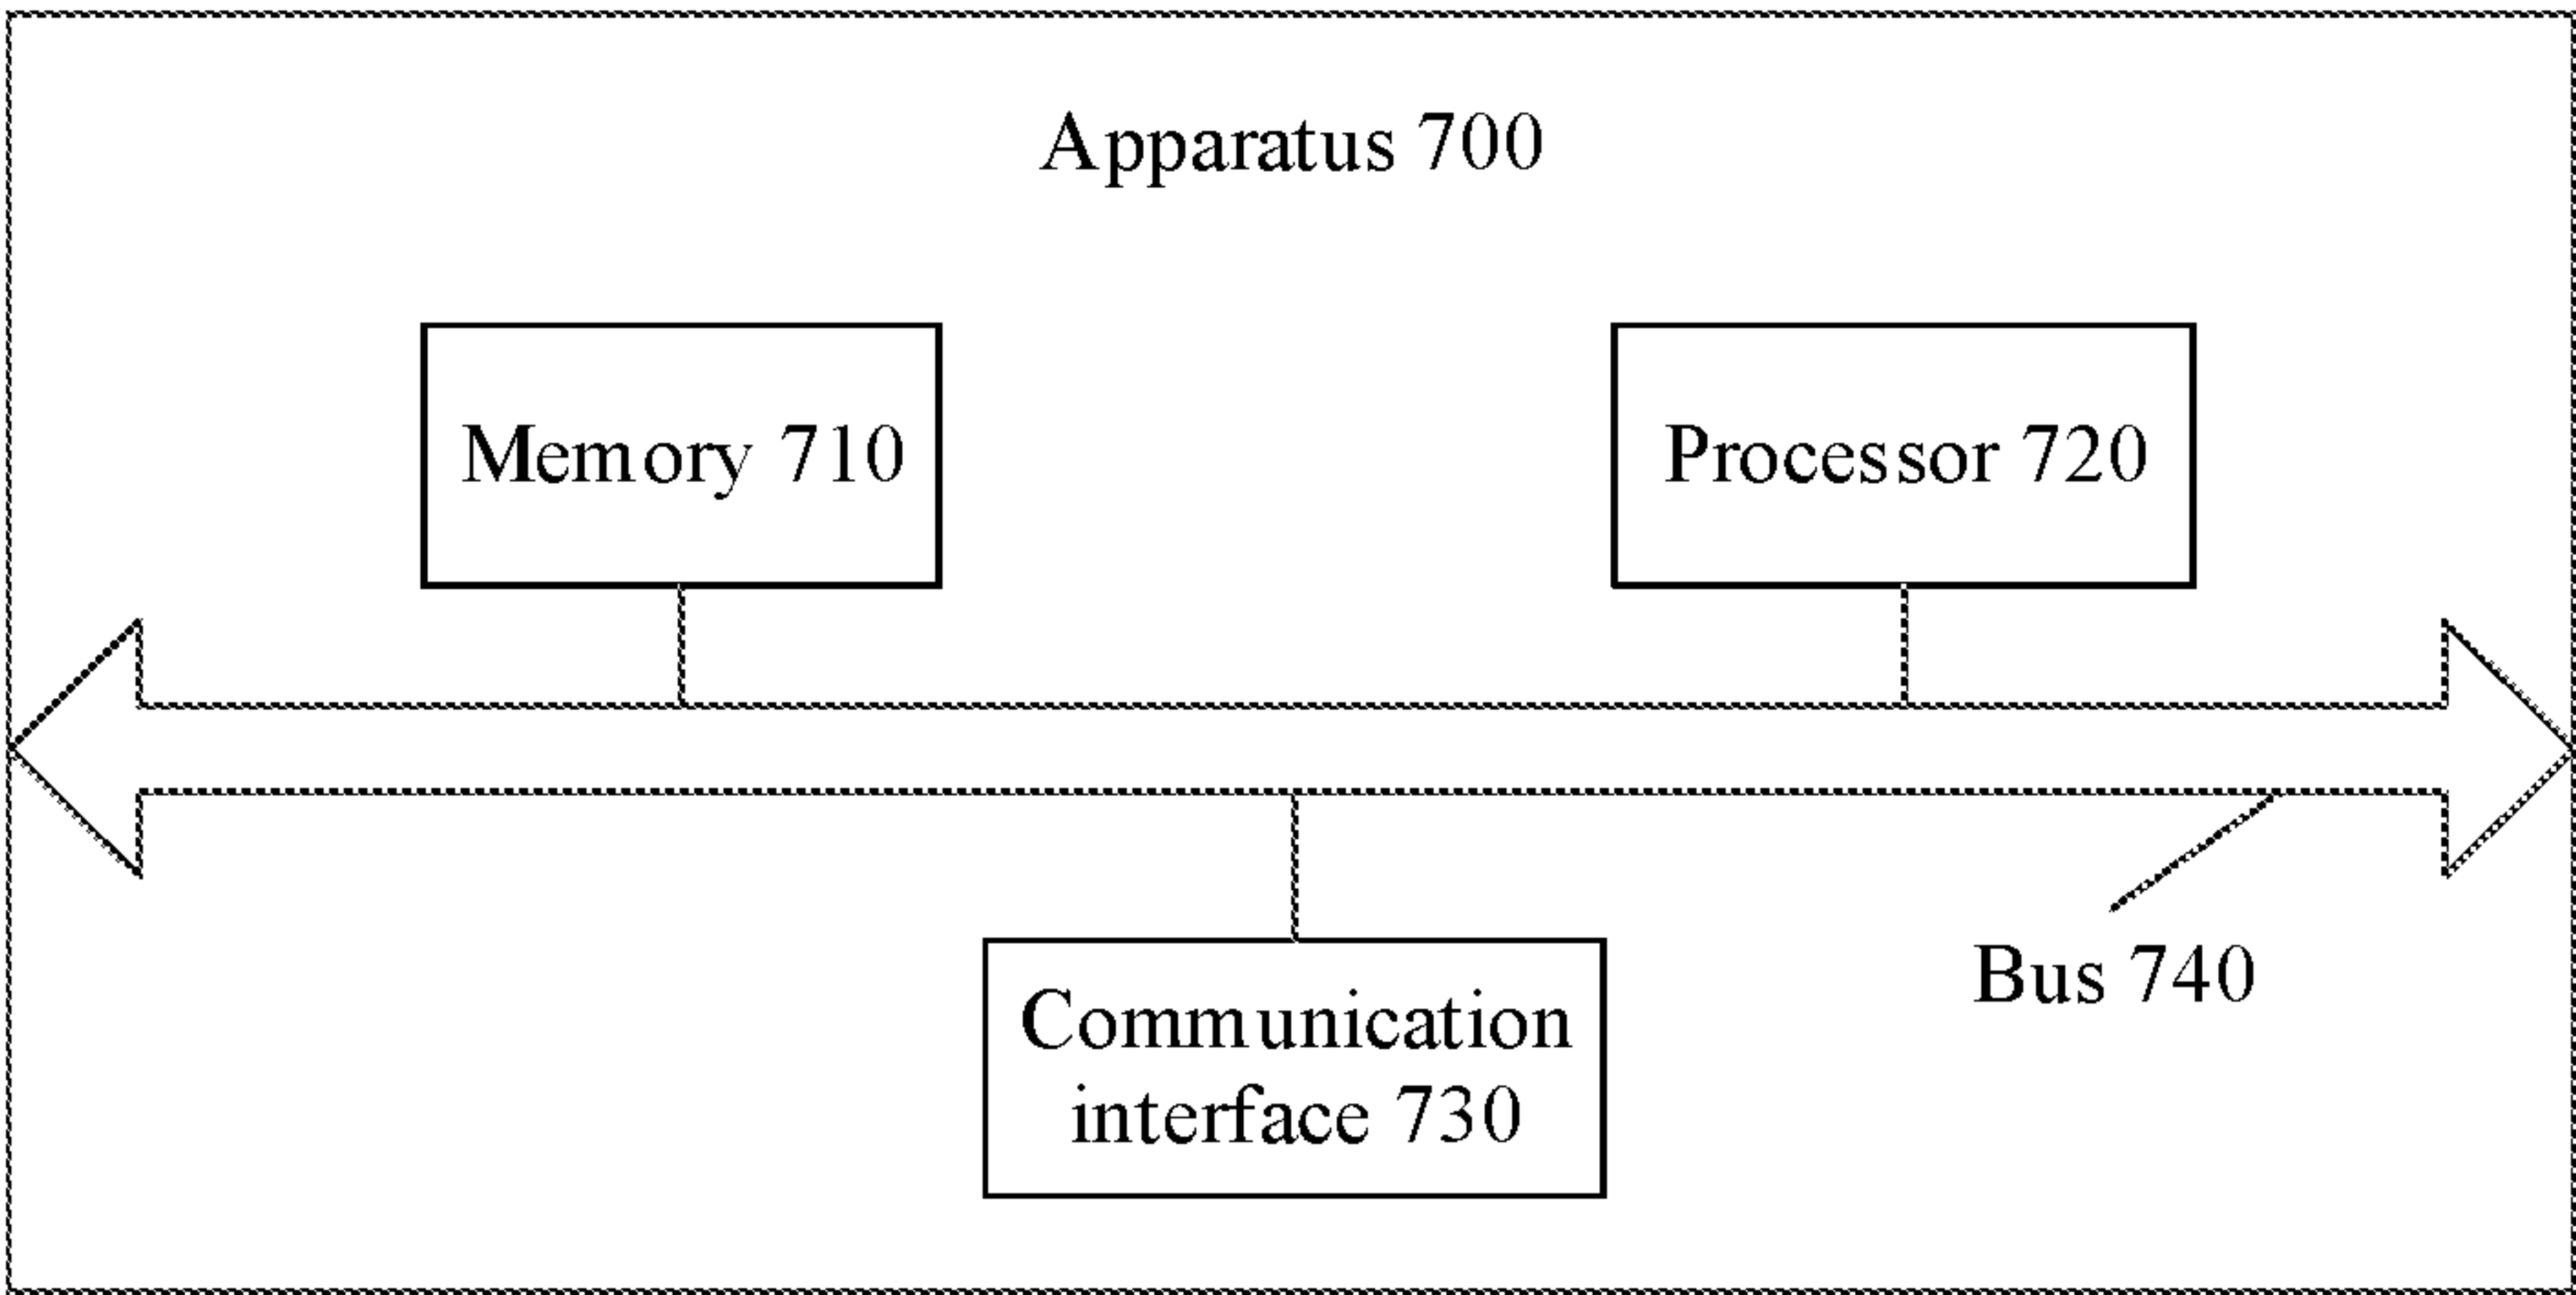 Apparatus 700
Memory 710
Processor 720
Communication
interface 730
Bus 740